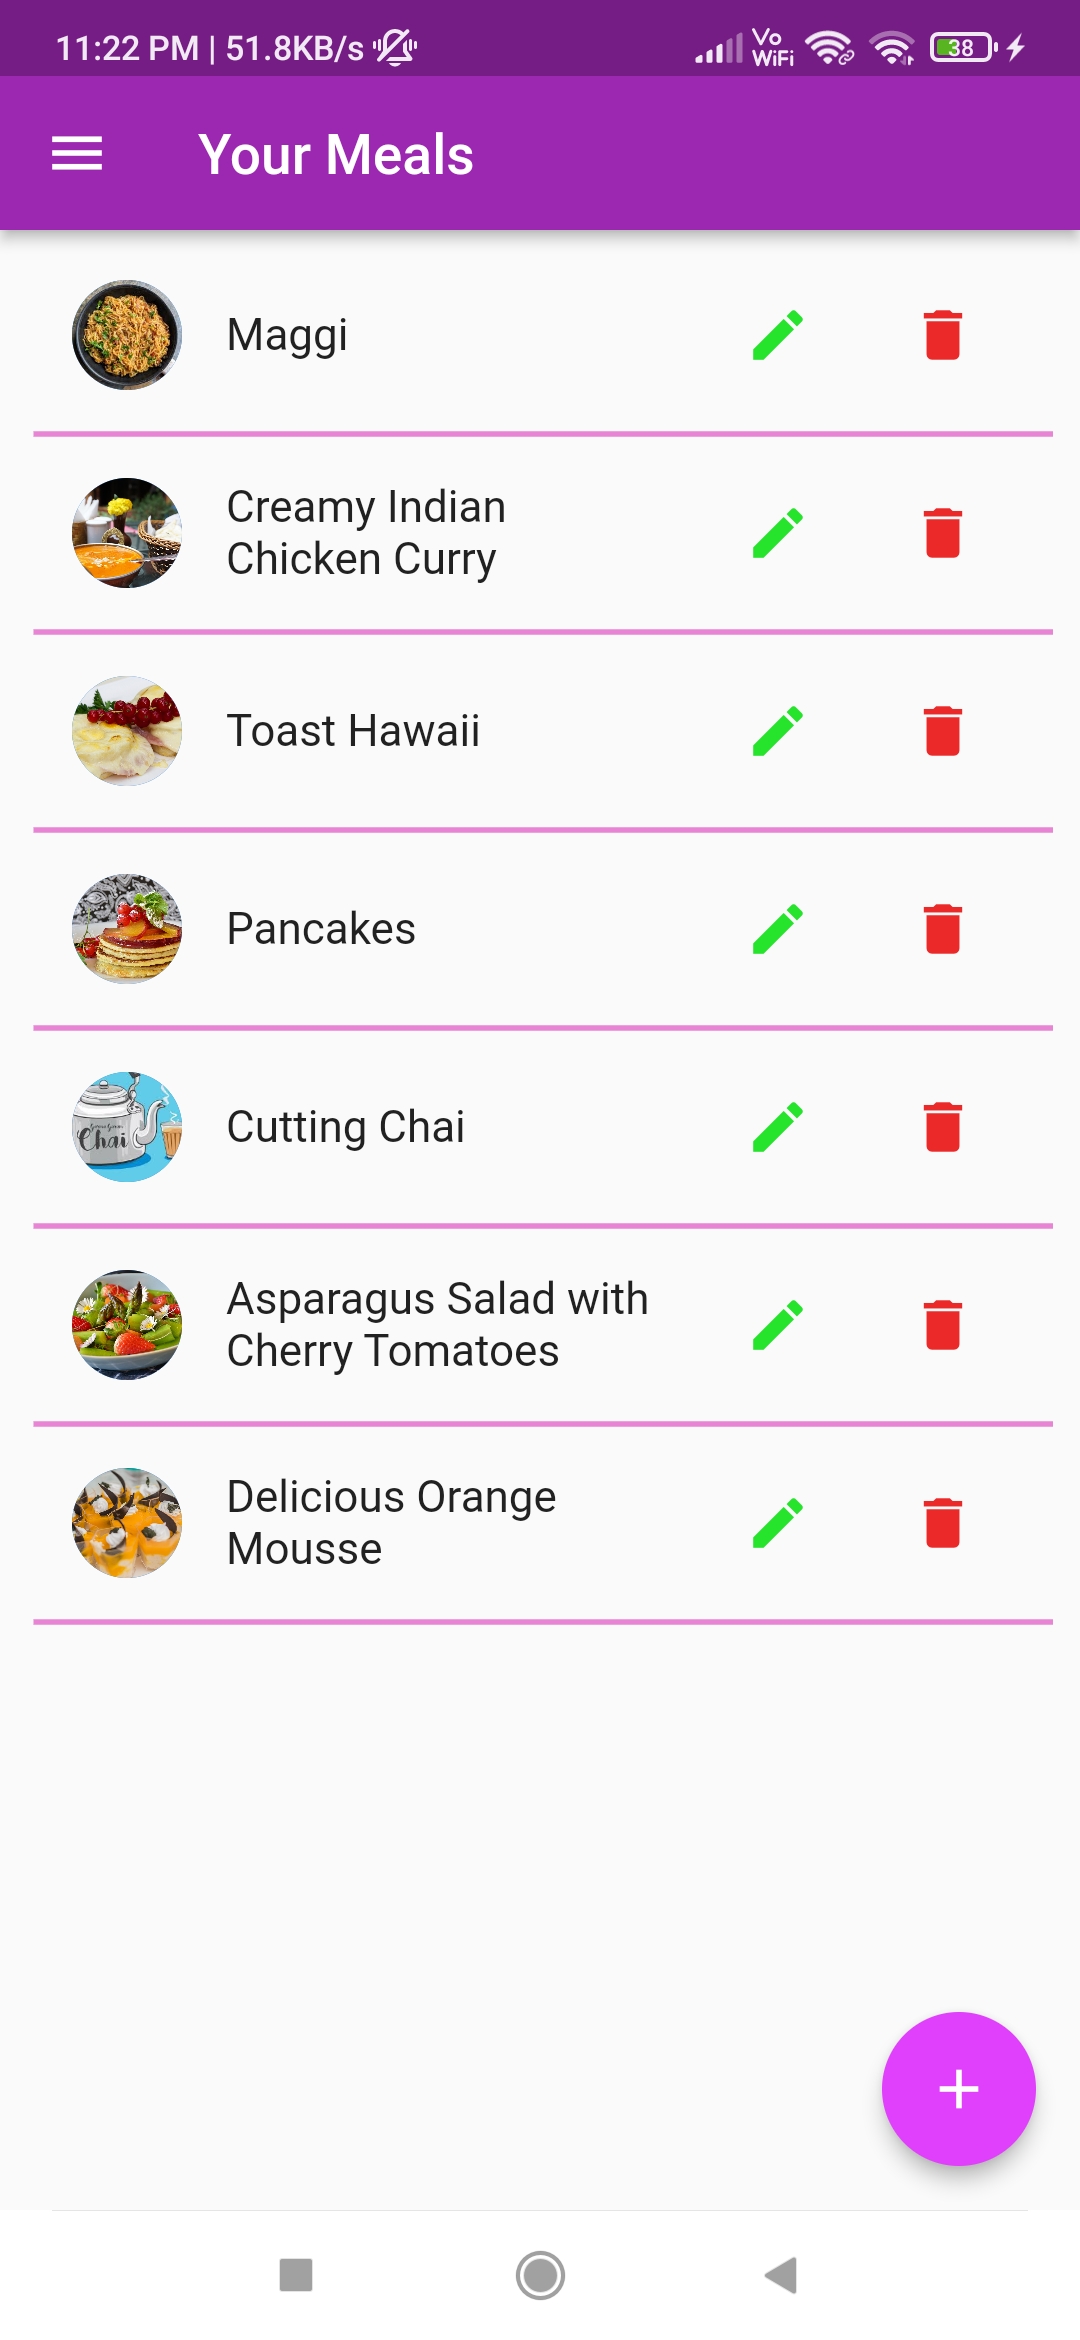 11:22 PM | 51.8KB/s
Vo
WiFi
38
Your Meals
Maggi
Creamy Indian
Chicken Curry
Toast Hawaii
Pancakes
Chai
Cutting Chai
Asparagus Salad with
Cherry Tomatoes
Delicious Orange
Mousse